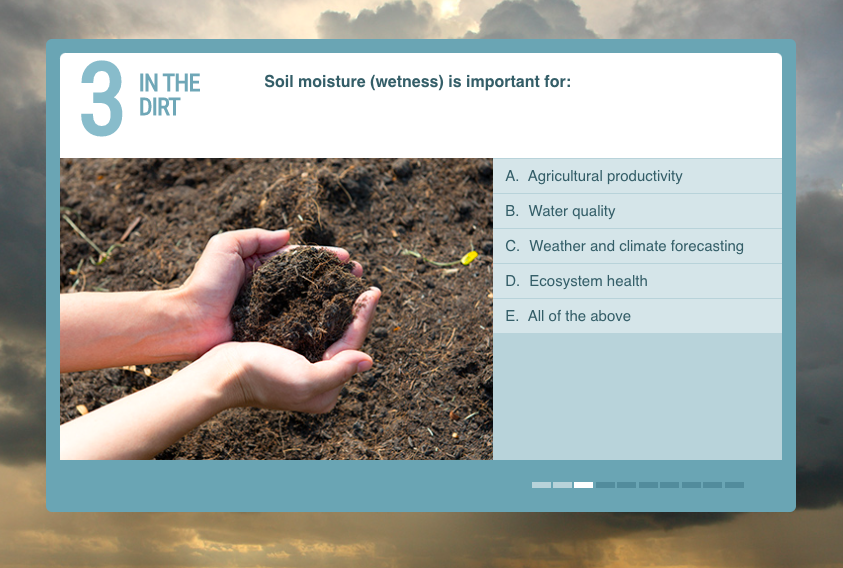 3
IN THE
DIRT
Soil moisture (wetness) is important for:
A. Agricultural productivity
B. Water quality
C. Weather and climate forecasting
D. Ecosystem health
E. All of the above